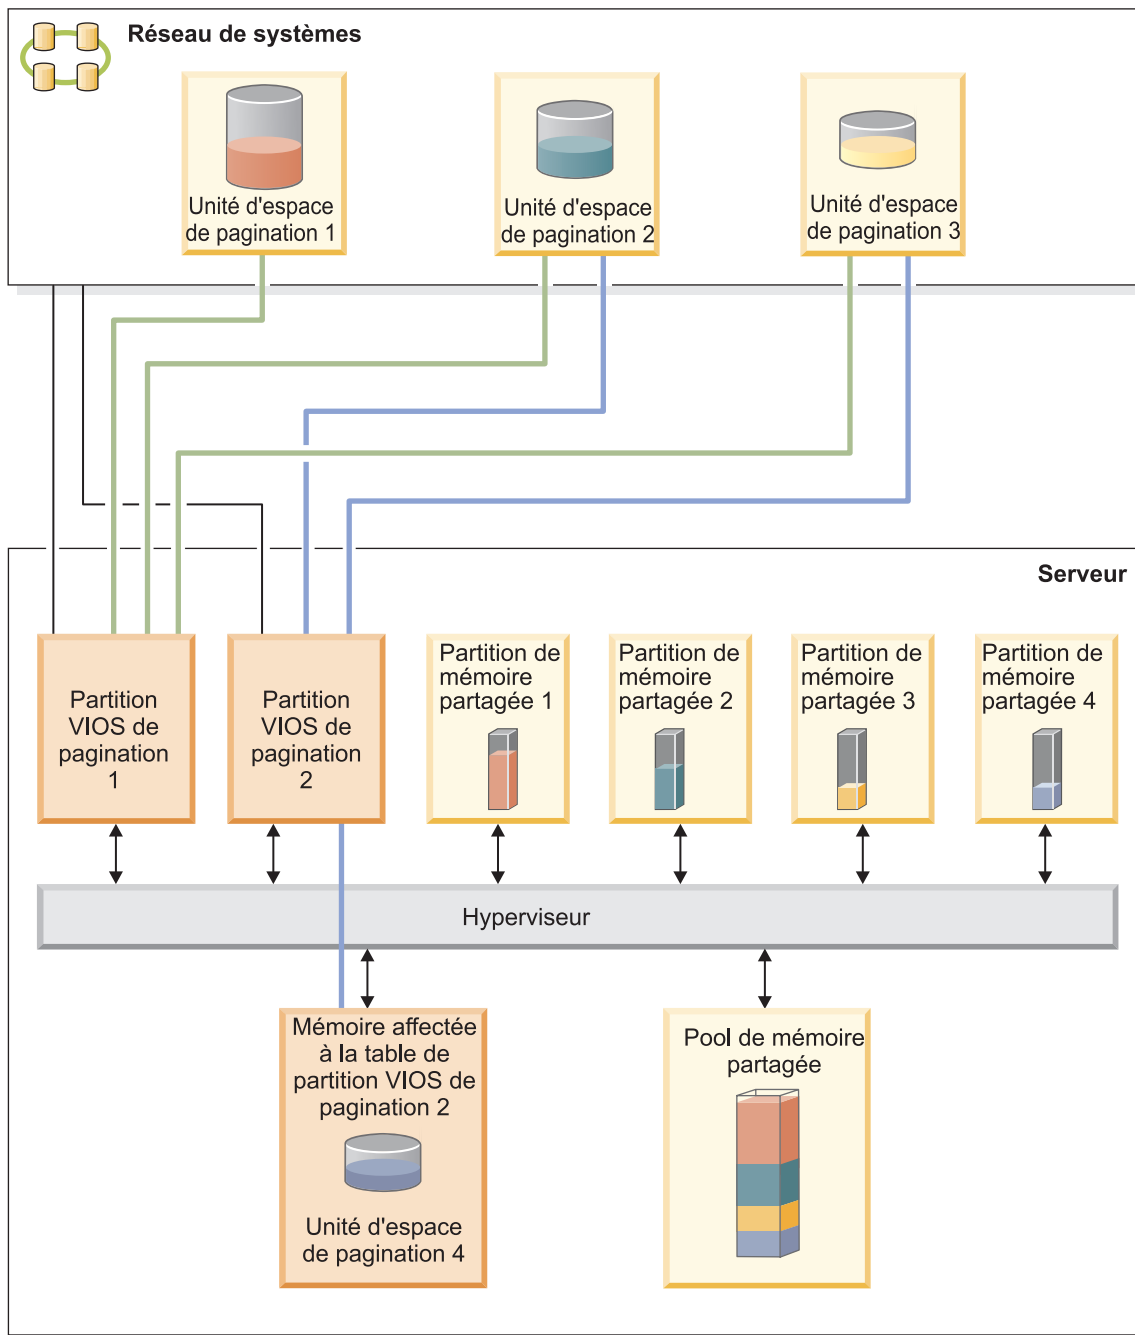 Réseau de systèmes
Unité d'espace
de pagination 1
Unité d'espace
de pagination 2
Unité d'espace
de pagination 3
Serveur
Partition
VIOS de
pagination
1
Partition
VIOS de
pagination
2
Partition de
mémoire
partagée 1
Partition de
mémoire
partagée 2
Partition de
mémoire
partagée 3
Partition de
mémoire
partagée 4
Hyperviseur
Mémoire affectée
à la table de
partition VIOS de
pagination 2
Unité d'espace
de pagination 4
Pool de mémoire
partagée